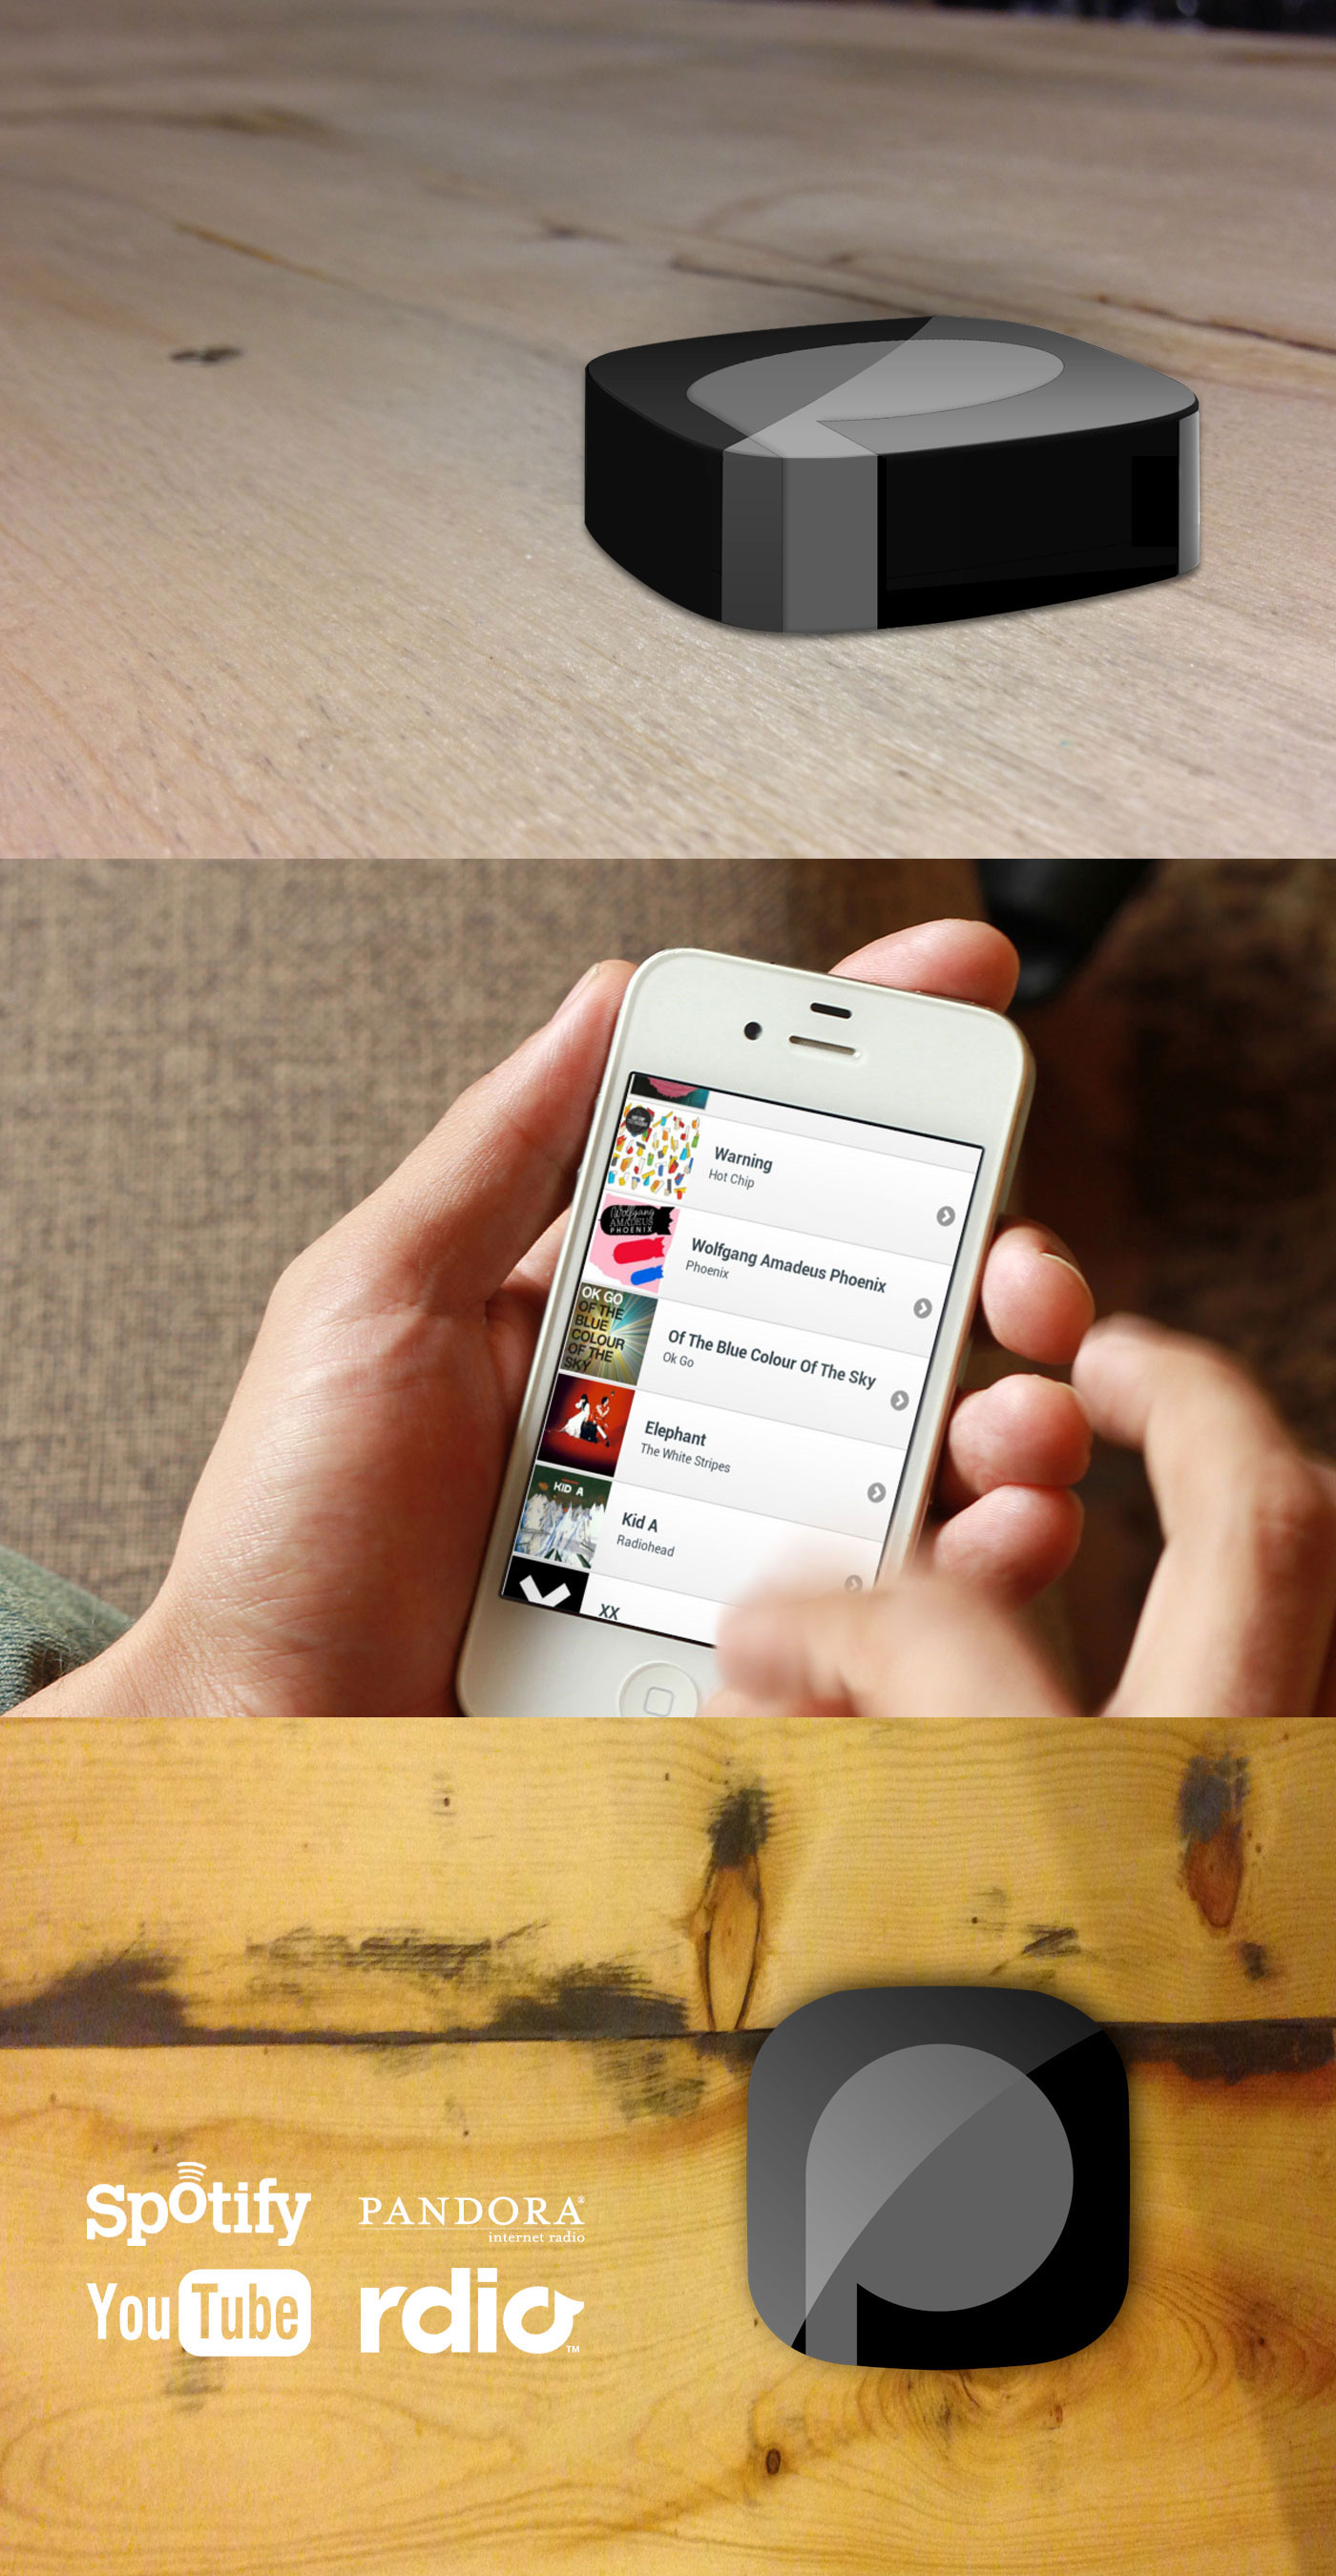 Warning
Hot Chip
Wolfgang
AMADEUS
PHOENIX
Wolfgang Amadeus Phoenix
Phoenix
OK GO
OF THE
BLUE
COLOUR
OF THE
SKY
Of The Blue Colour Of The Sky
Ok Go
Elephant
The White Stripes
KID A
Kid A
Radiohead
XX
Spotify
PANDORA®
internet radio
YouTube
rdio™